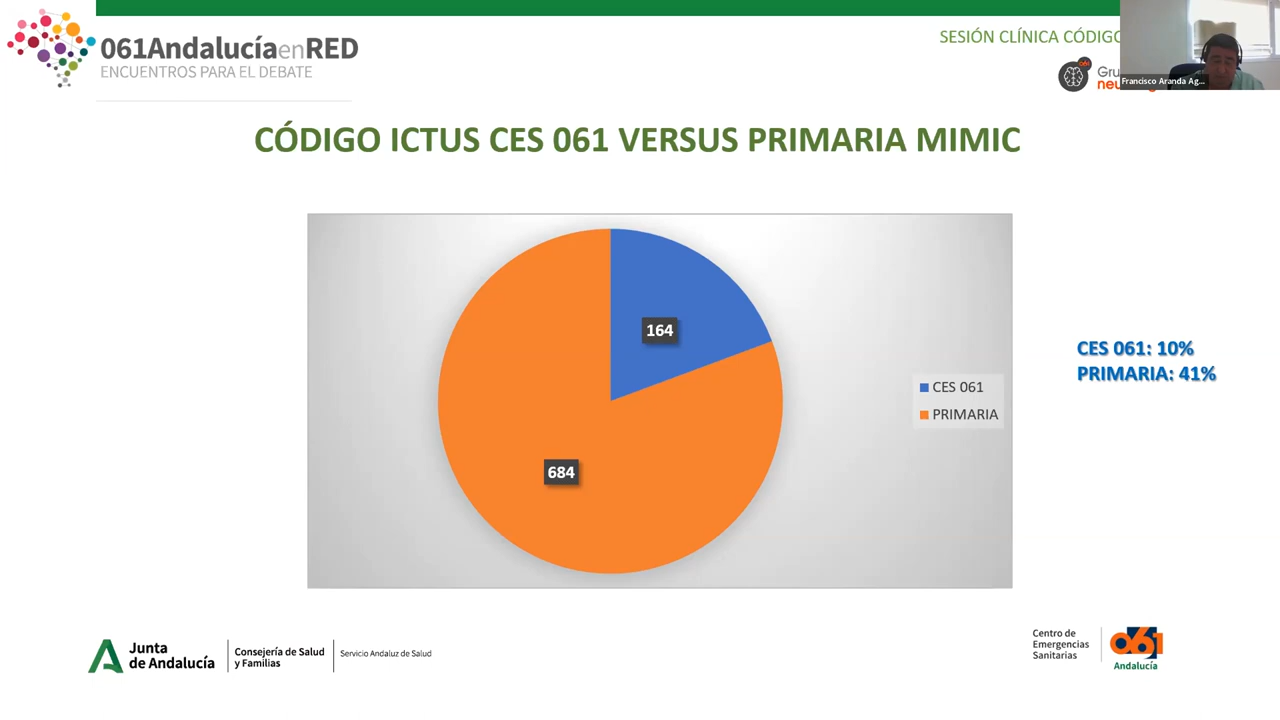 061AndalucíaenRED
ENCUENTROS PARA EL DEBATE
SESIÓN CLÍNICA CÓDIGO
061
Francisco Aranda Ag...
CÓDIGO ICTUS CES 061 VERSUS PRIMARIA MIMIC
164
684
CES 061
PRIMARIA
CES 061: 10%
PRIMARIA: 41%
Junta
de Andalucía
Consejería de Salud
y Familias
Servicio Andaluz de Salud
Centro de
Emergencias
Sanitarias
061
Andalucía